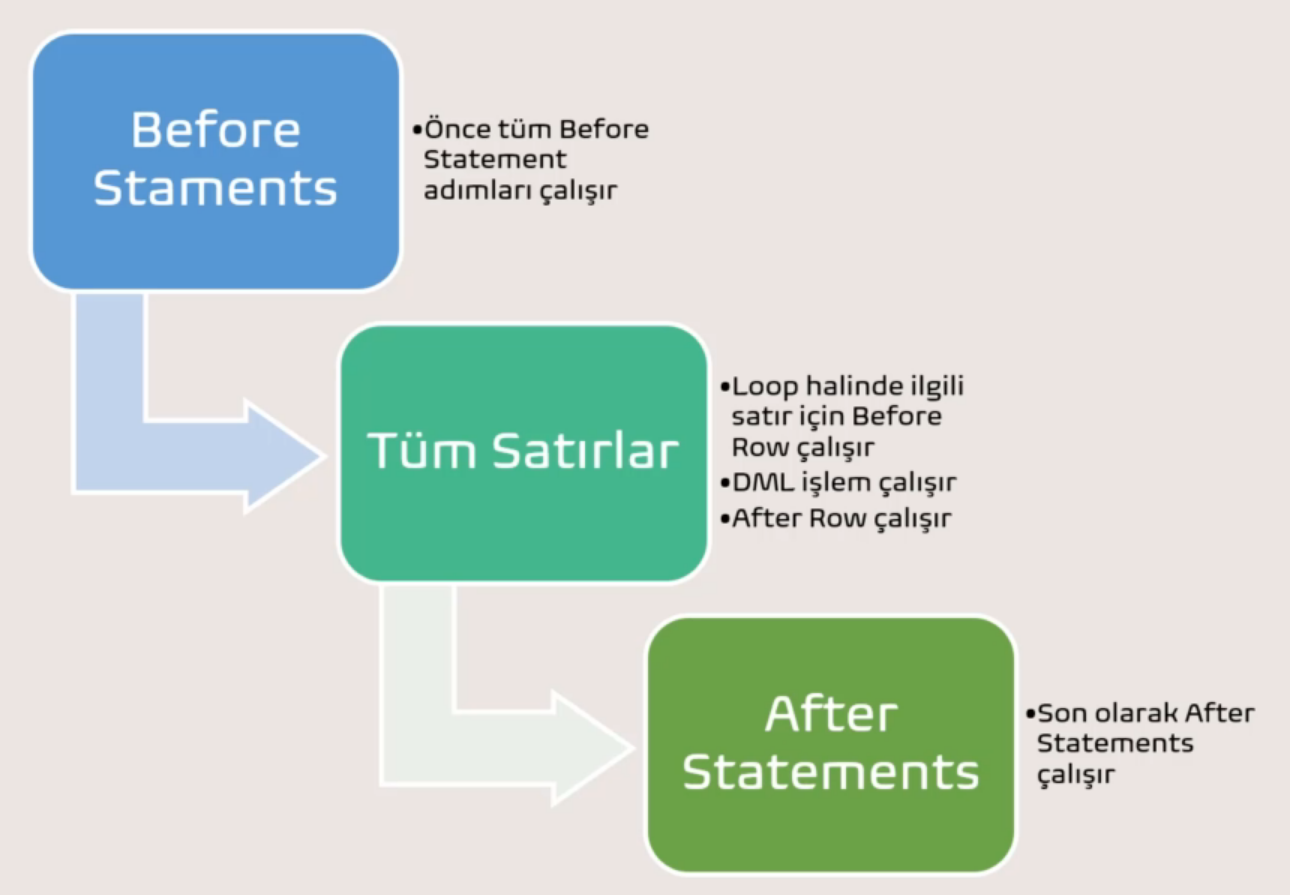 Before
Staments
•Önce tüm Before
Statement
adımları çalışır
Tüm Satırlar
•Loop halinde ilgili
satır için Before
Row çalışır
•DML işlem çalışır
•After Row çalışır
After
Statements
•Son olarak After
Statements
çalışır